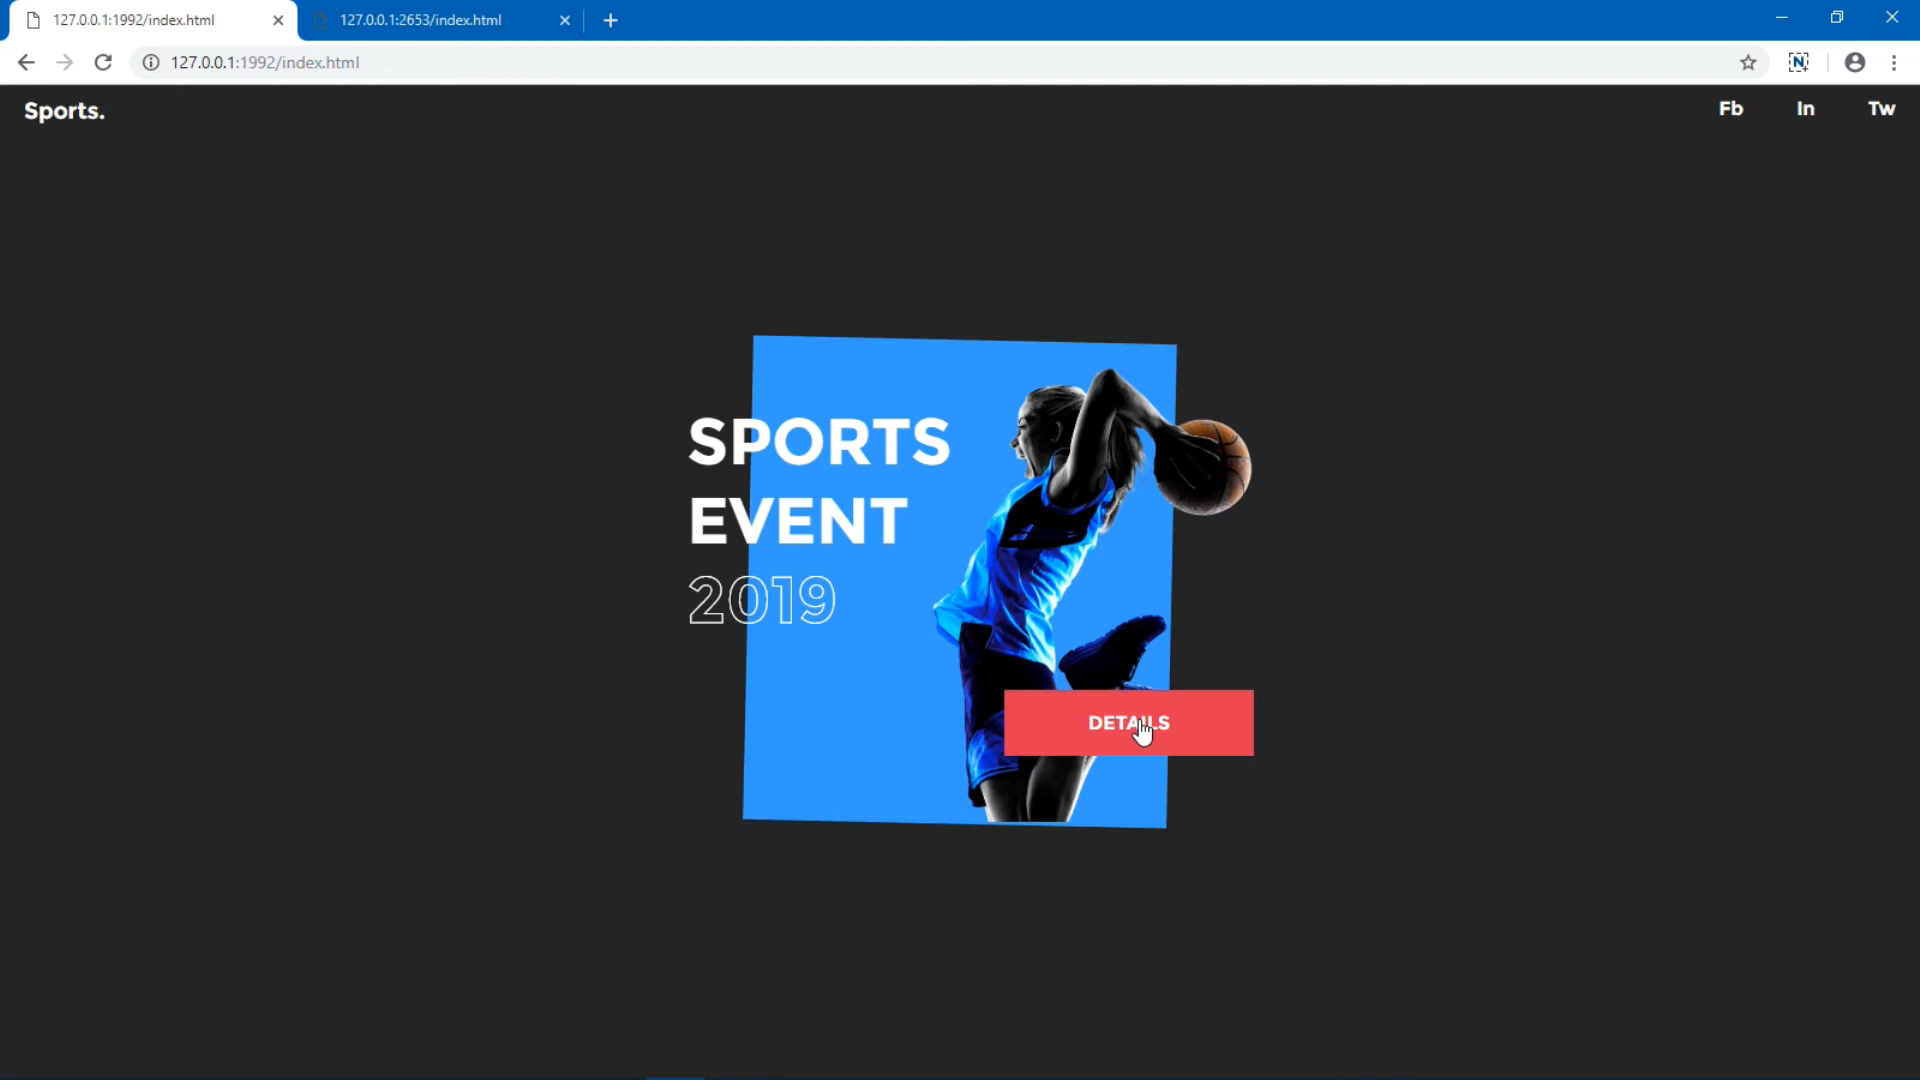 127.0.0.1:1992/index.html
127.0.0.1:2653/index.html
127.0.0.1:1992/index.html
Sports.
Fb In Tw
SPORTS
EVENT
2019
DETAILS